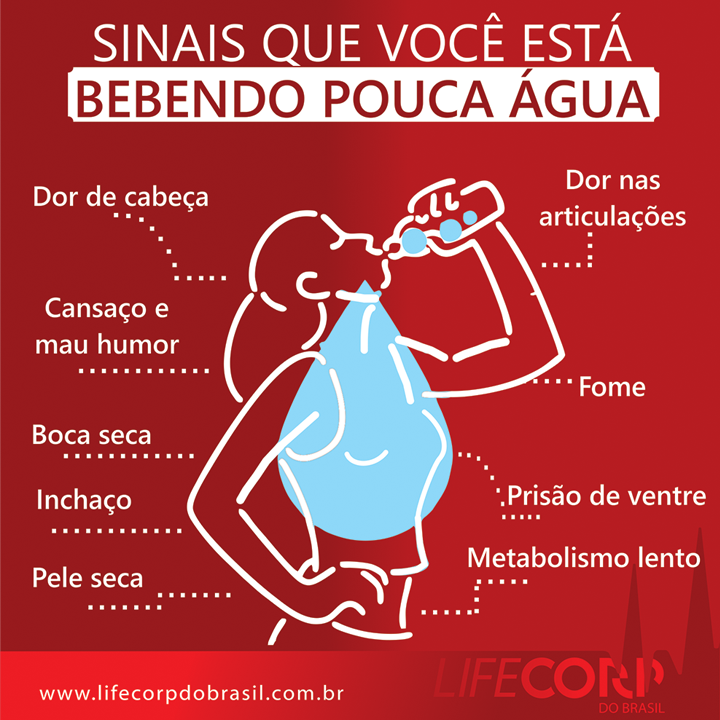 SINAIS QUE VOCÊ ESTÁ
BEBENDO POUCA ÁGUA
Dor de cabeça
Cansaço e
mau humor
Boca seca
Inchaço
Pele seca
Dor nas
articulações
Fome
Prisão de ventre
Metabolismo lento
www.lifecorpdobrasil.com.br
LIFECORP
DO BRASIL